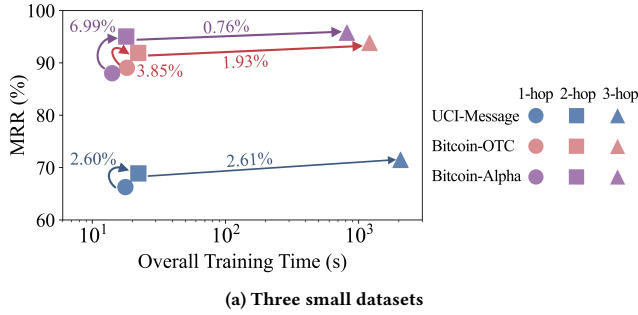 100
90
80
70
60
MRR (%)
6.99%
0.76%
3.85%
1.93%
2.60%
2.61%
10¹
10²
10³
Overall Training Time (s)
1-hop 2-hop 3-hop
UCI-Message
Bitcoin-OTC
Bitcoin-Alpha
(a) Three small datasets